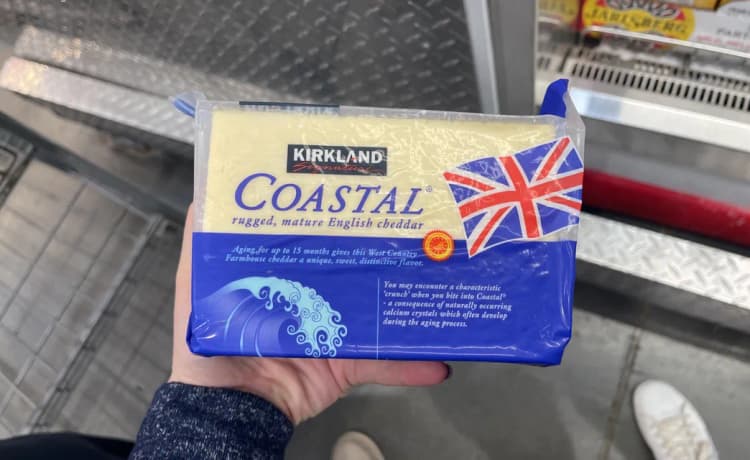 JARLSBERG
KIRKLAND
Signature
COASTAL®
rugged, mature English cheddar
Aging for up to 15 months gives this West Country
Farmhouse cheddar a unique, sweet, distinctive flavor.
You may encounter a characteristic
'crunch' when you bite into Coastal®
- a consequence of naturally occurring
calcium crystals which often develop
during the aging process.